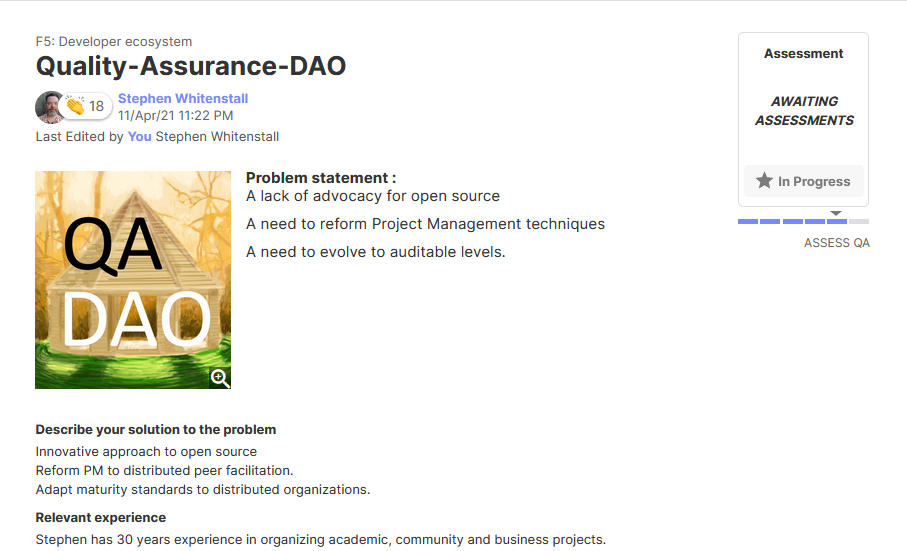 F5: Developer ecosystem
Quality-Assurance-DAO
18
Stephen Whitenstall
11/Apr/21 11:22 PM
Last Edited by You Stephen Whitenstall
QA
DAO
Problem statement :
A lack of advocacy for open source
A need to reform Project Management techniques
A need to evolve to auditable levels.
Assessment
AWAITING
ASSESSMENTS
In Progress
ASSESS QA
Describe your solution to the problem
Innovative approach to open source
Reform PM to distributed peer facilitation.
Adapt maturity standards to distributed organizations.
Relevant experience
Stephen has 30 years experience in organizing academic, community and business projects.